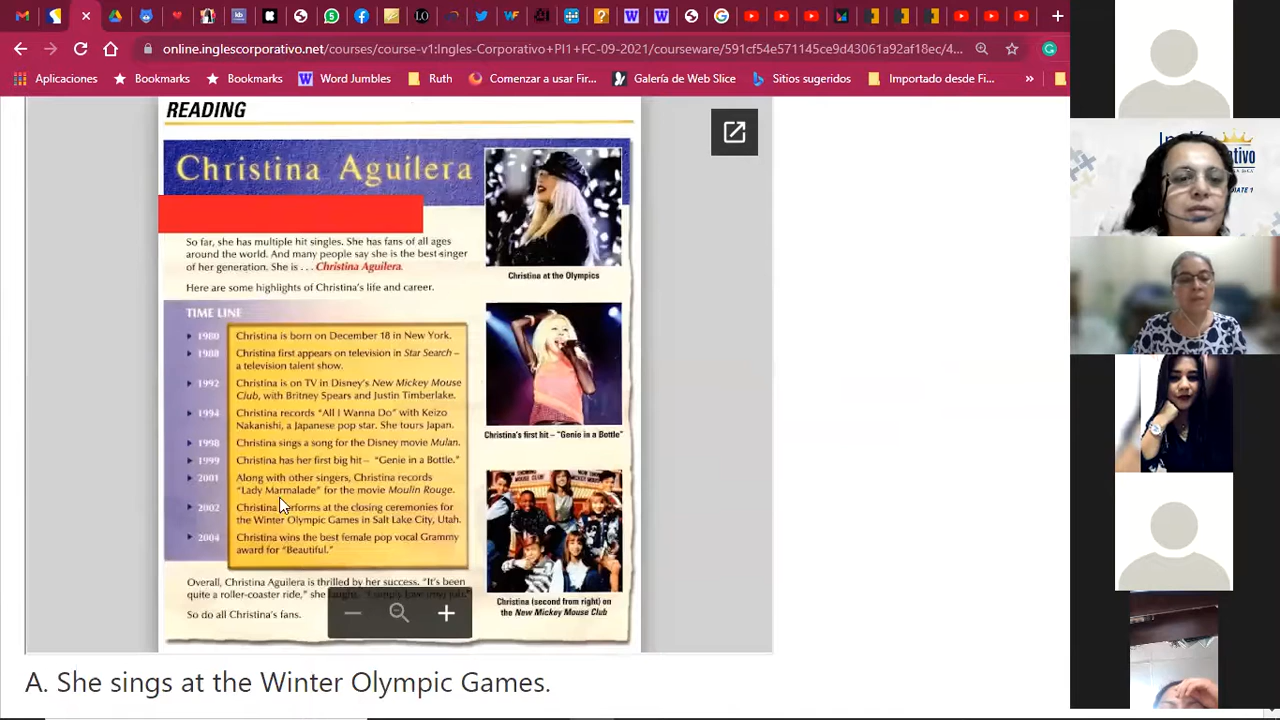 online.inglescorporativo.net/courses/course-v1:Ingles-Corporativo+PI1+FC-09-2021/courseware/591cf54e571145ce9d43061a92af18ec/4...
Aplicaciones Bookmarks Bookmarks Word Jumbles Ruth Comenzar a usar Fir... Galería de Web Slice Sitios sugeridos Importado desde Fi... »
READING
Christina Aguilera
So far, she has multiple hit singles. She has fans of all ages
around the world. And many people say she is the best singer
of her generation. She is . . . Christina Aguilera.
Here are some highlights of Christina's life and career.
Christina at the Olympics
TIME LINE
1980 Christina is born on December 18 in New York.
1988 Christina first appears on television in Star Search –
a television talent show.
1992 Christina is on TV in Disney's New Mickey Mouse
Club, with Britney Spears and Justin Timberlake.
1994 Christina records "All I Wanna Do" with Keizo
Nakanishi, a Japanese pop star. She tours Japan.
1998 Christina sings a song for the Disney movie Mulan.
1999 Christina has her first big hit – "Genie in a Bottle."
2001 Along with other singers, Christina records
"Lady Marmalade" for the movie Moulin Rouge.
2002 Christina performs at the closing ceremonies for
the Winter Olympic Games in Salt Lake City, Utah.
2004 Christina wins the best female pop vocal Grammy
award for "Beautiful."
Christina's first hit – "Genie in a Bottle"
Overall, Christina Aguilera is thrilled by her success. "It's been
quite a roller-coaster ride," she
So do all Christina's fans.
Christina (second from right) on
the New Mickey Mouse Club
A. She sings at the Winter Olympic Games.